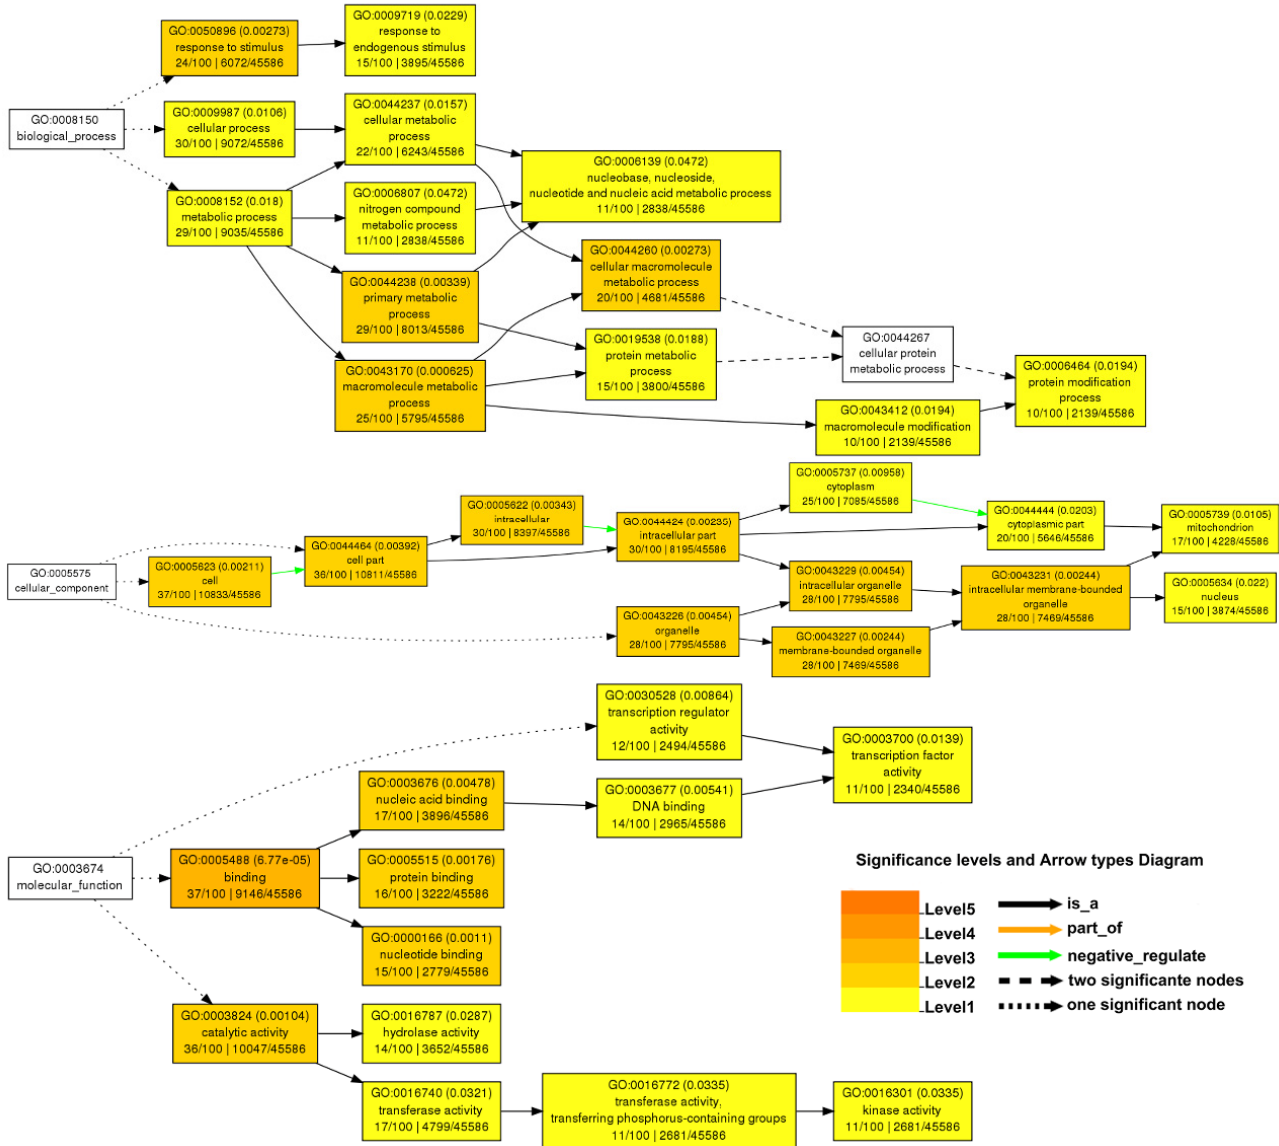 GO:0050896 (0.00273)
response to stimulus
24/100 | 6072/45586
GO:0009719 (0.0229)
response to
endogenous stimulus
15/100 | 3895/45586
GO:0008150
biological_process
GO:0009987 (0.0106)
cellular process
30/100 | 9072/45586
GO:0044237 (0.0157)
cellular metabolic
process
22/100 | 6243/45586
GO:0006139 (0.0472)
nucleobase, nucleoside,
nucleotide and nucleic acid metabolic process
11/100 | 2838/45586
GO:0008152 (0.018)
metabolic process
29/100 | 9035/45586
GO:0006807 (0.0472)
nitrogen compound
metabolic process
11/100 | 2838/45586
GO:0044260 (0.00273)
cellular macromolecule
metabolic process
20/100 | 4681/45586
GO:0044238 (0.00339)
primary metabolic
process
29/100 | 8013/45586
GO:0019538 (0.0188)
protein metabolic
process
15/100 | 3800/45586
GO:0044267
cellular protein
metabolic process
GO:0043170 (0.000625)
macromolecule metabolic
process
25/100 | 5795/45586
GO:0006464 (0.0194)
protein modification
process
10/100 | 2139/45586
GO:0043412 (0.0194)
macromolecule modification
10/100 | 2139/45586
GO:0005737 (0.00958)
cytoplasm
25/100 | 7085/45586
GO:0005622 (0.00343)
intracellular
30/100 | 8397/45586
GO:0044424 (0.00235)
intracellular part
30/100 | 8195/45586
GO:0044444 (0.0203)
cytoplasmic part
20/100 | 5646/45586
GO:0005739 (0.0105)
mitochondrion
17/100 | 4228/45586
GO:0044464 (0.00392)
cell part
36/100 | 10811/45586
GO:0005575
cellular_component
GO:0005623 (0.00211)
cell
37/100 | 10833/45586
GO:0043229 (0.00454)
intracellular organelle
28/100 | 7795/45586
GO:0043231 (0.00244)
intracellular membrane-bounded
organelle
28/100 | 7469/45586
GO:0005634 (0.022)
nucleus
15/100 | 3874/45586
GO:0043226 (0.00454)
organelle
28/100 | 7795/45586
GO:0043227 (0.00244)
membrane-bounded organelle
28/100 | 7469/45586
GO:0030528 (0.00864)
transcription regulator
activity
12/100 | 2494/45586
GO:0003700 (0.0139)
transcription factor
activity
11/100 | 2340/45586
GO:0003676 (0.00478)
nucleic acid binding
17/100 | 3896/45586
GO:0003677 (0.00541)
DNA binding
14/100 | 2965/45586
GO:0003674
molecular_function
GO:0005488 (6.77e-05)
binding
37/100 | 9146/45586
GO:0005515 (0.00176)
protein binding
16/100 | 3222/45586
GO:0000166 (0.0011)
nucleotide binding
15/100 | 2779/45586
GO:0003824 (0.00104)
catalytic activity
36/100 | 10047/45586
GO:0016787 (0.0287)
hydrolase activity
14/100 | 3652/45586
GO:0016740 (0.0321)
transferase activity
17/100 | 4799/45586
GO:0016772 (0.0335)
transferase activity,
transferring phosphorus-containing groups
11/100 | 2681/45586
GO:0016301 (0.0335)
kinase activity
11/100 | 2681/45586
Significance levels and Arrow types Diagram
Level5
Level4
Level3
Level2
Level1
is_a
part_of
negative_regulate
two significante nodes
one significant node